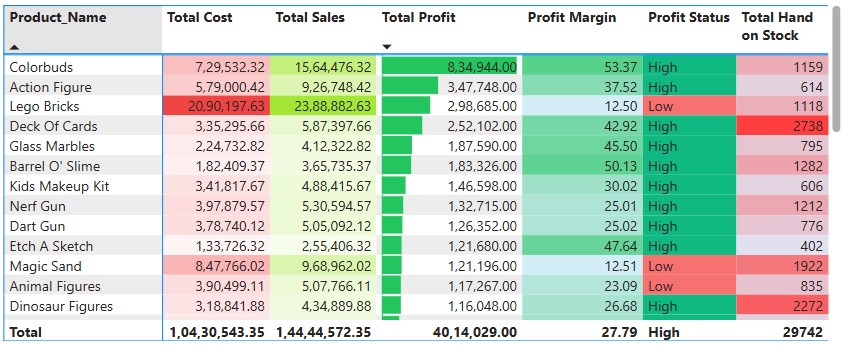 Product_Name Total Cost Total Sales Total Profit Profit Margin Profit Status Total Hand on Stock
Colorbuds 7,29,532.32 15,64,476.32 8,34,944.00 53.37 High 1159
Action Figure 5,79,000.42 9,26,748.42 3,47,748.00 37.52 High 614
Lego Bricks 20,90,197.63 23,88,882.63 2,98,685.00 12.50 Low 1118
Deck Of Cards 3,35,295.66 5,87,397.66 2,52,102.00 42.92 High 2738
Glass Marbles 2,24,732.82 4,12,322.82 1,87,590.00 45.50 High 795
Barrel O' Slime 1,82,409.37 3,65,735.37 1,83,326.00 50.13 High 1282
Kids Makeup Kit 3,41,817.67 4,88,415.67 1,46,598.00 30.02 High 606
Nerf Gun 3,97,879.57 5,30,594.57 1,32,715.00 25.01 High 1212
Dart Gun 3,78,740.12 5,05,092.12 1,26,352.00 25.02 High 776
Etch A Sketch 1,33,726.32 2,55,406.32 1,21,680.00 47.64 High 402
Magic Sand 8,47,766.02 9,68,962.02 1,21,196.00 12.51 Low 1922
Animal Figures 3,90,499.11 5,07,766.11 1,17,267.00 23.09 Low 835
Dinosaur Figures 3,18,841.88 4,34,889.88 1,16,048.00 26.68 High 2272
Total 1,04,30,543.35 1,44,44,572.35 40,14,029.00 27.79 High 29742